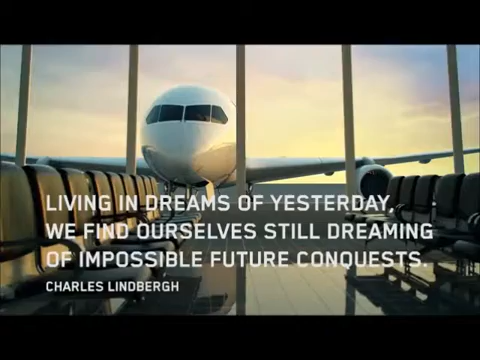 LIVING IN DREAMS OF YESTERDAY,
WE FIND OURSELVES STILL DREAMING
OF IMPOSSIBLE FUTURE CONQUESTS.
CHARLES LINDBERGH